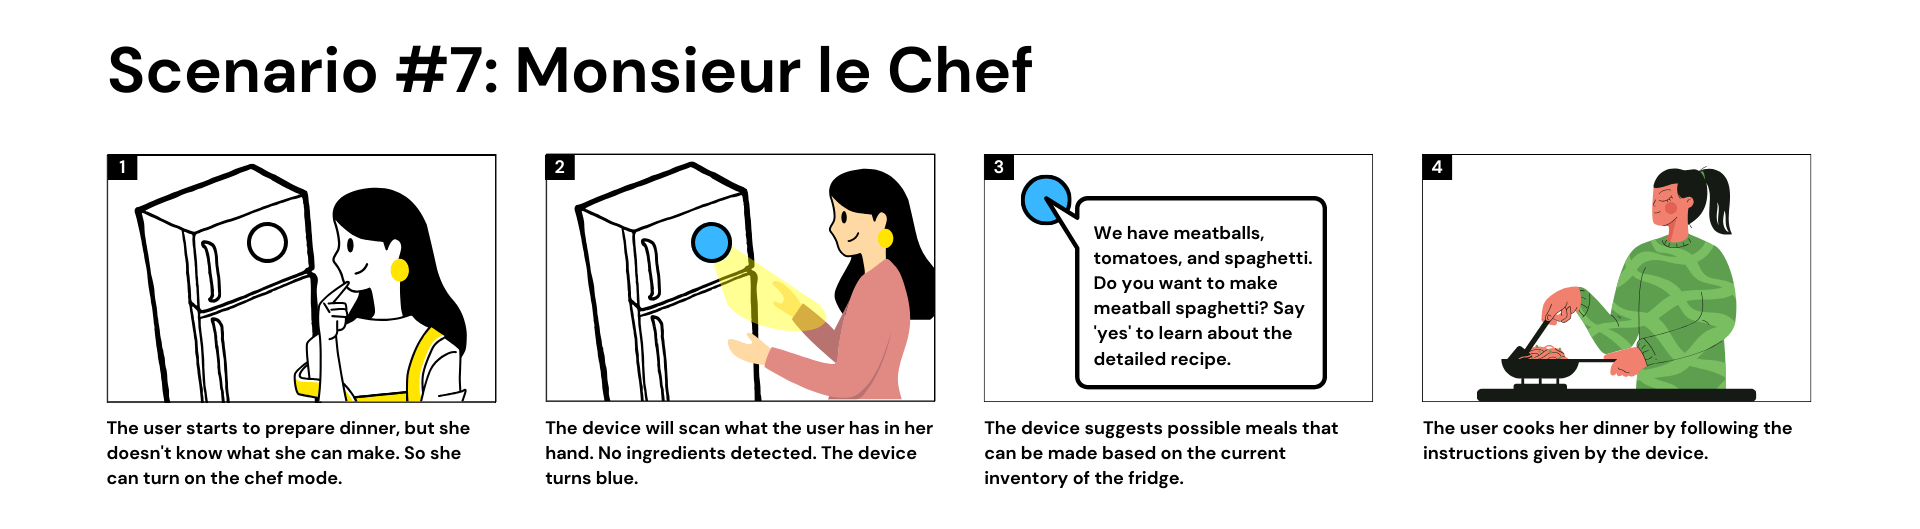 Scenario #7: Monsieur le Chef
1
The user starts to prepare dinner, but she
doesn't know what she can make. So she
can turn on the chef mode.
2
The device will scan what the user has in her
hand. No ingredients detected. The device
turns blue.
3
We have meatballs,
tomatoes, and spaghetti.
Do you want to make
meatball spaghetti? Say
'yes' to learn about the
detailed recipe.
The device suggests possible meals that
can be made based on the current
inventory of the fridge.
4
The user cooks her dinner by following the
instructions given by the device.